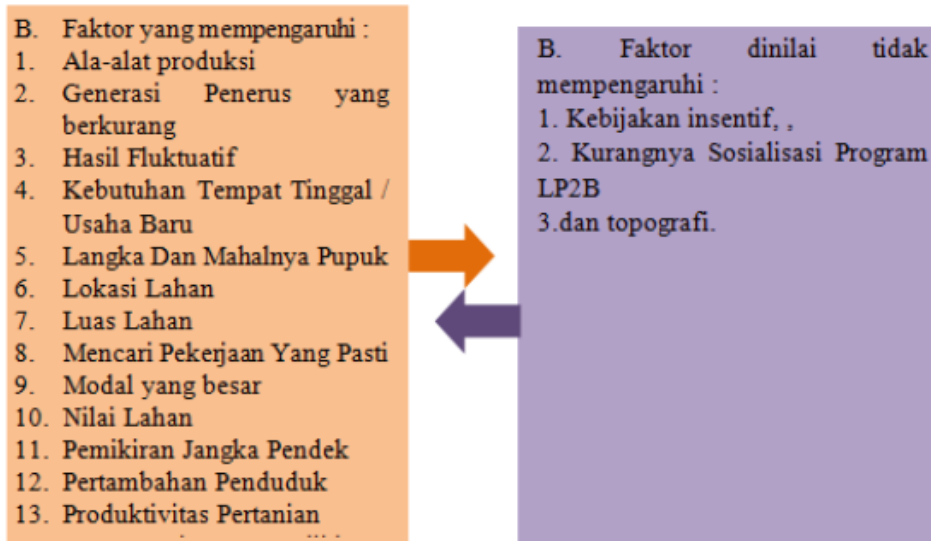 B. Faktor yang mempengaruhi :
1. Ala-alat produksi
2. Generasi Penerus yang
berkurang
3. Hasil Fluktuatif
4. Kebutuhan Tempat Tinggal /
Usaha Baru
5. Langka Dan Mahalnya Pupuk
6. Lokasi Lahan
7. Luas Lahan
8. Mencari Pekerjaan Yang Pasti
9. Modal yang besar
10. Nilai Lahan
11. Pemikiran Jangka Pendek
12. Pertambahan Penduduk
13. Produktivitas Pertanian
B. Faktor dinilai tidak
mempengaruhi :
1. Kebijakan insentif, ,
2. Kurangnya Sosialisasi Program
LP2B
3.dan topografi.